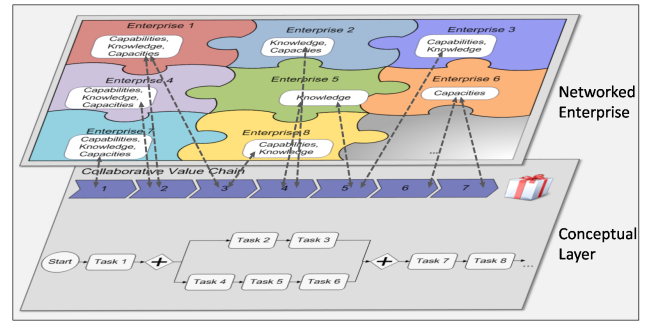 Enterprise 1
Capabilities,
Knowledge,
Capacities
Enterprise 2
Knowledge,
Capacities
Enterprise 3
Capabilities,
Knowledge
Enterprise 4
Capabilities,
Knowledge,
Capacities
Enterprise 5
Knowledge
Enterprise 6
Capacities
Enterprise 7
Capabilities,
Knowledge,
Capacities
Enterprise 8
Capabilities,
Knowledge
...
Networked
Enterprise
Collaborative Value Chain
1 2 3 4 5 6 7
Conceptual
Layer
Start
Task 1
Task 2
Task 3
Task 4
Task 5
Task 6
Task 7
Task 8
...